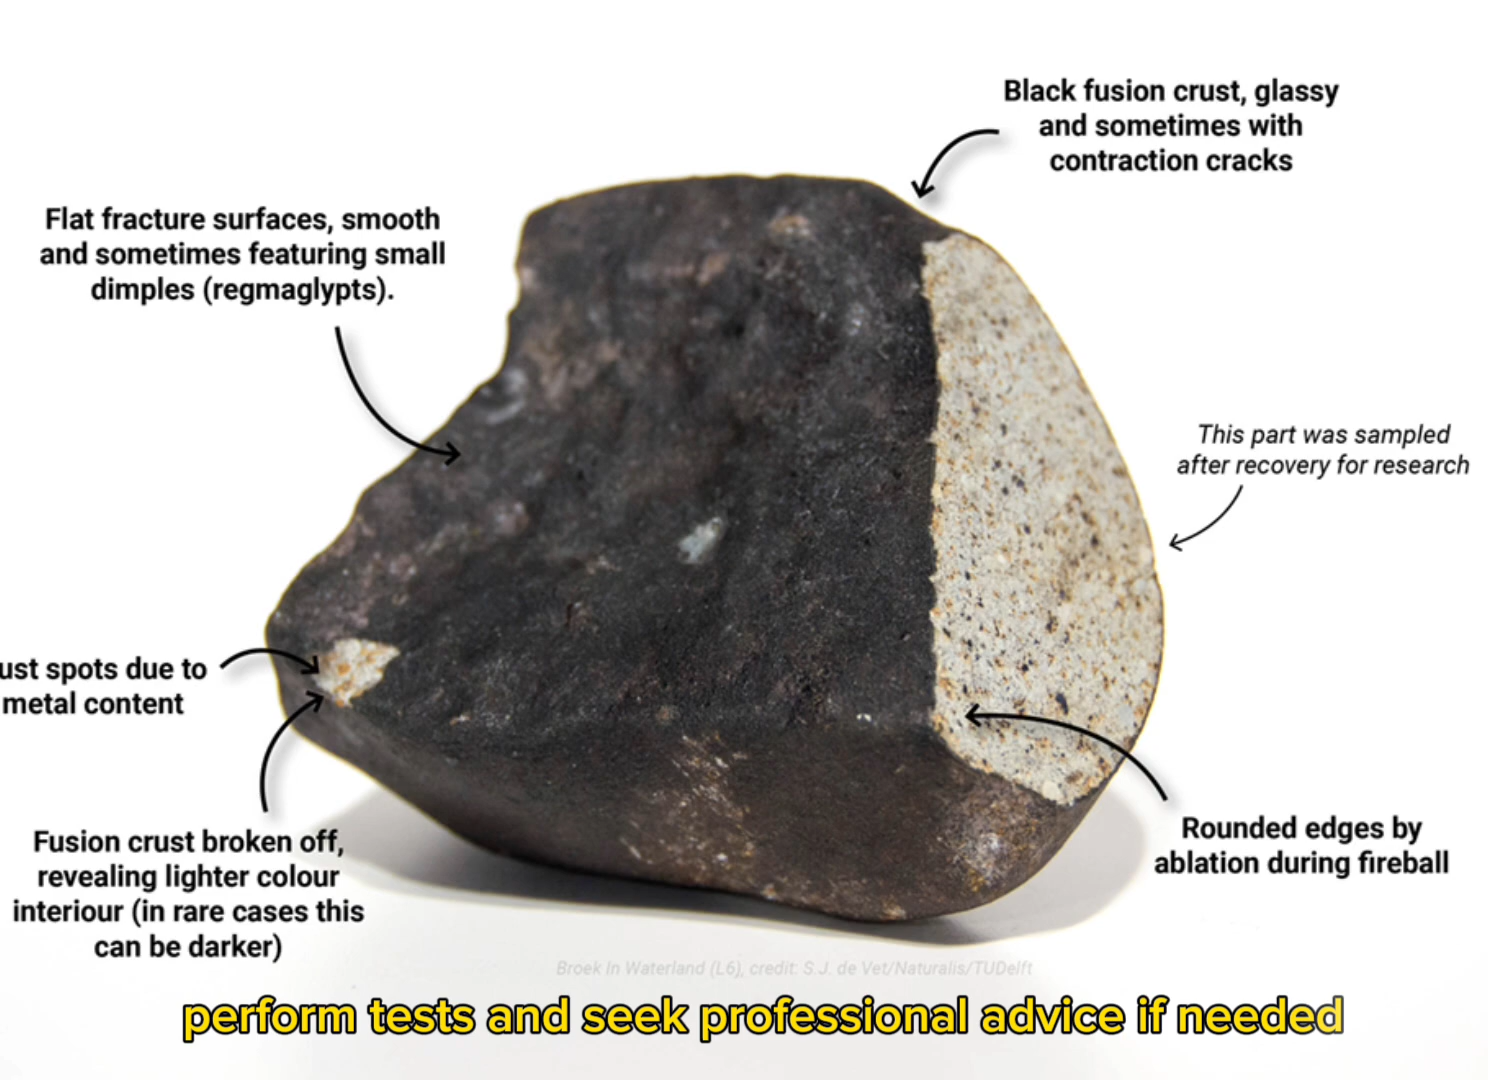 Black fusion crust, glassy
and sometimes with
contraction cracks
Flat fracture surfaces, smooth
and sometimes featuring small
dimples (regmaglypts).
This part was sampled
after recovery for research
ust spots due to
metal content
Fusion crust broken off,
revealing lighter colour
interiour (in rare cases this
can be darker)
Rounded edges by
ablation during fireball
Broek In Waterland (L6), credit: S.J. de Vet/Naturalis/TUDelft
perform tests and seek professional advice if needed